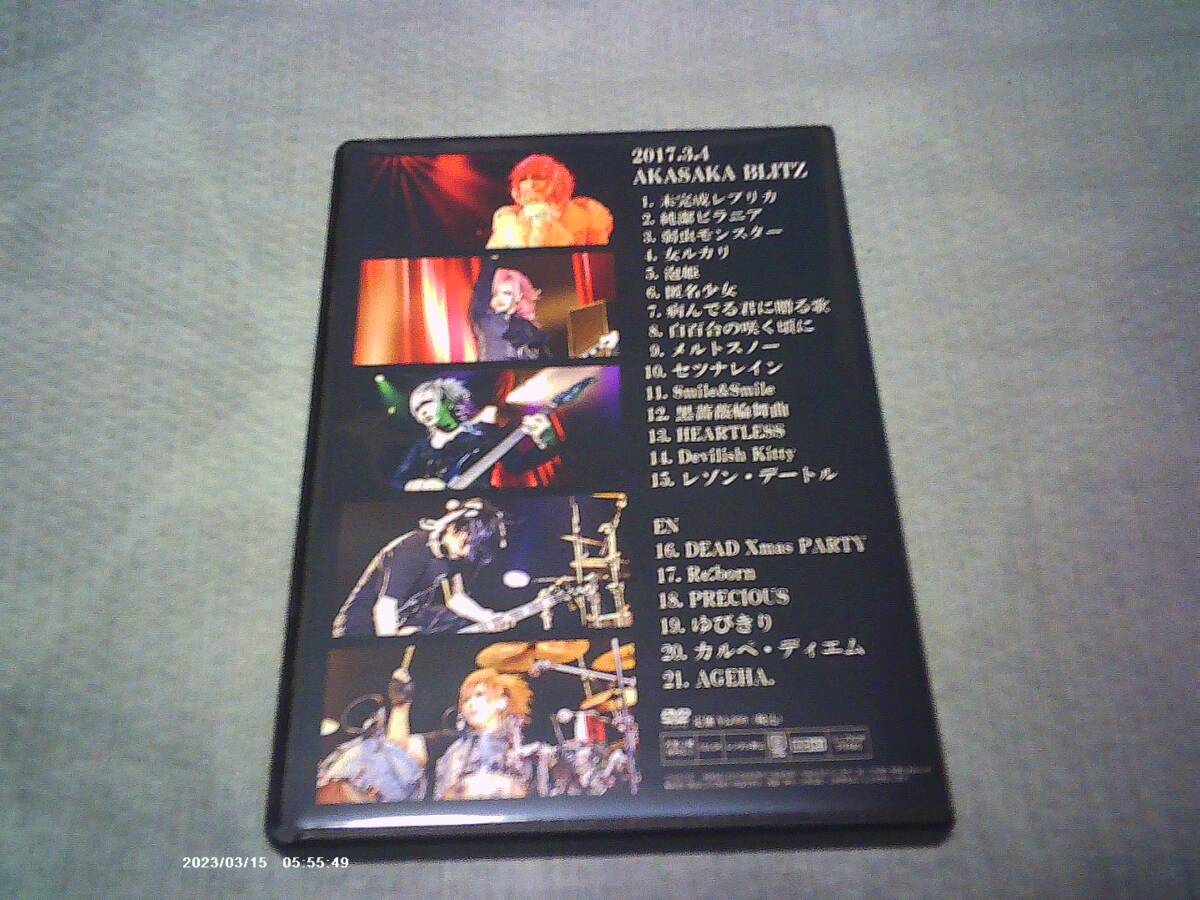 2017.3.4
AKASAKA BLITZ
1. 未完成レプリカ
2. 純潔ピラニア
3. 弱虫モンスター
4. 女ルカリ
5. 泡姫
6. 匿名少女
7. 病んでる君に贈る歌
8. 白百合の咲く頃に
9. メルトスノー
10. セツナレイン
11. Smile&Smile
12. 黒薔薇輪舞曲
13. HEARTLESS
14. Devilish Kitty
15. レゾン・デートル
EN
16. DEAD Xmas PARTY
17. Re:born
18. PRECIOUS
19. ゆびきり
20. カルペ・ディエム
21. AGEHA.
DVD
2023/03/15 05:55:49